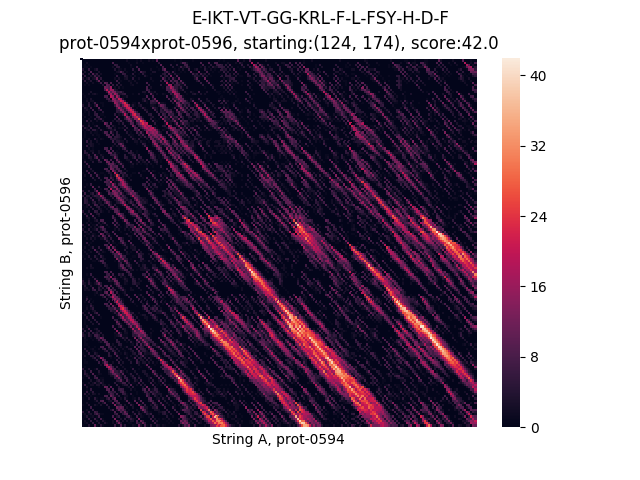 E-IKT-VT-GG-KRL-F-L-FSY-H-D-F
prot-0594xprot-0596, starting:(124, 174), score:42.0
40
32
24
16
8
0
String B, prot-0596
String A, prot-0594